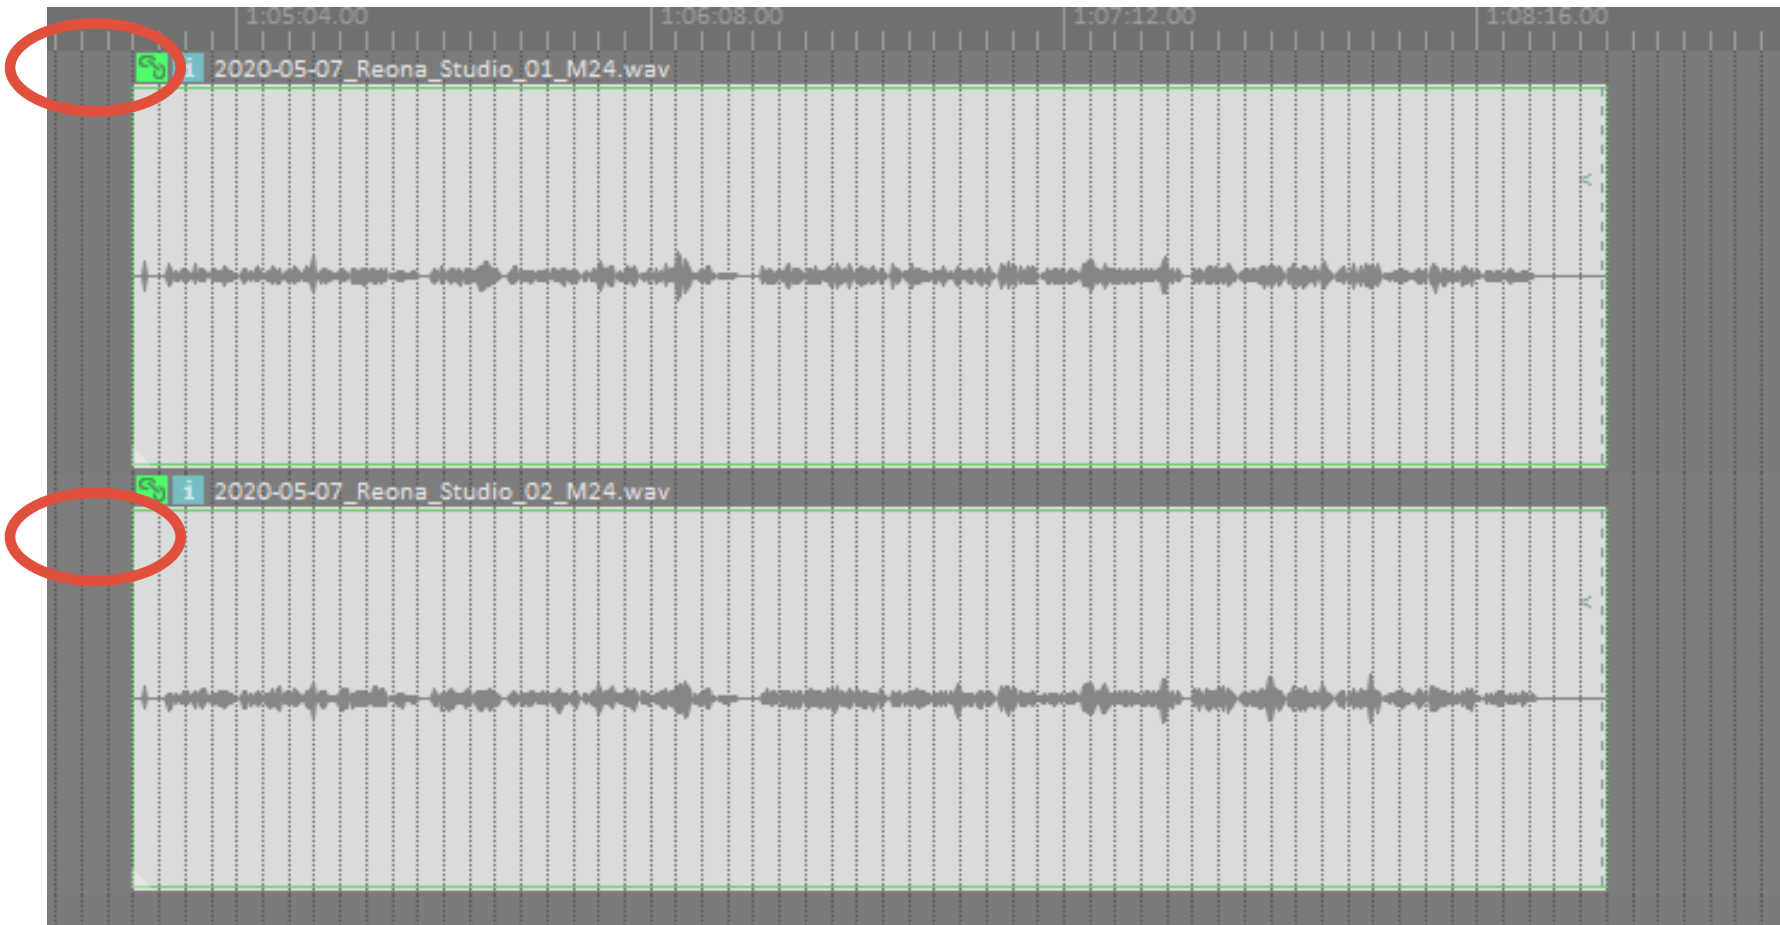 1:05:04.00 1:06:08.00 1:07:12.00 1:08:16.00
i 2020-05-07_Reona_Studio_01_M24.wav
<
i 2020-05-07_Reona_Studio_02_M24.wav
<